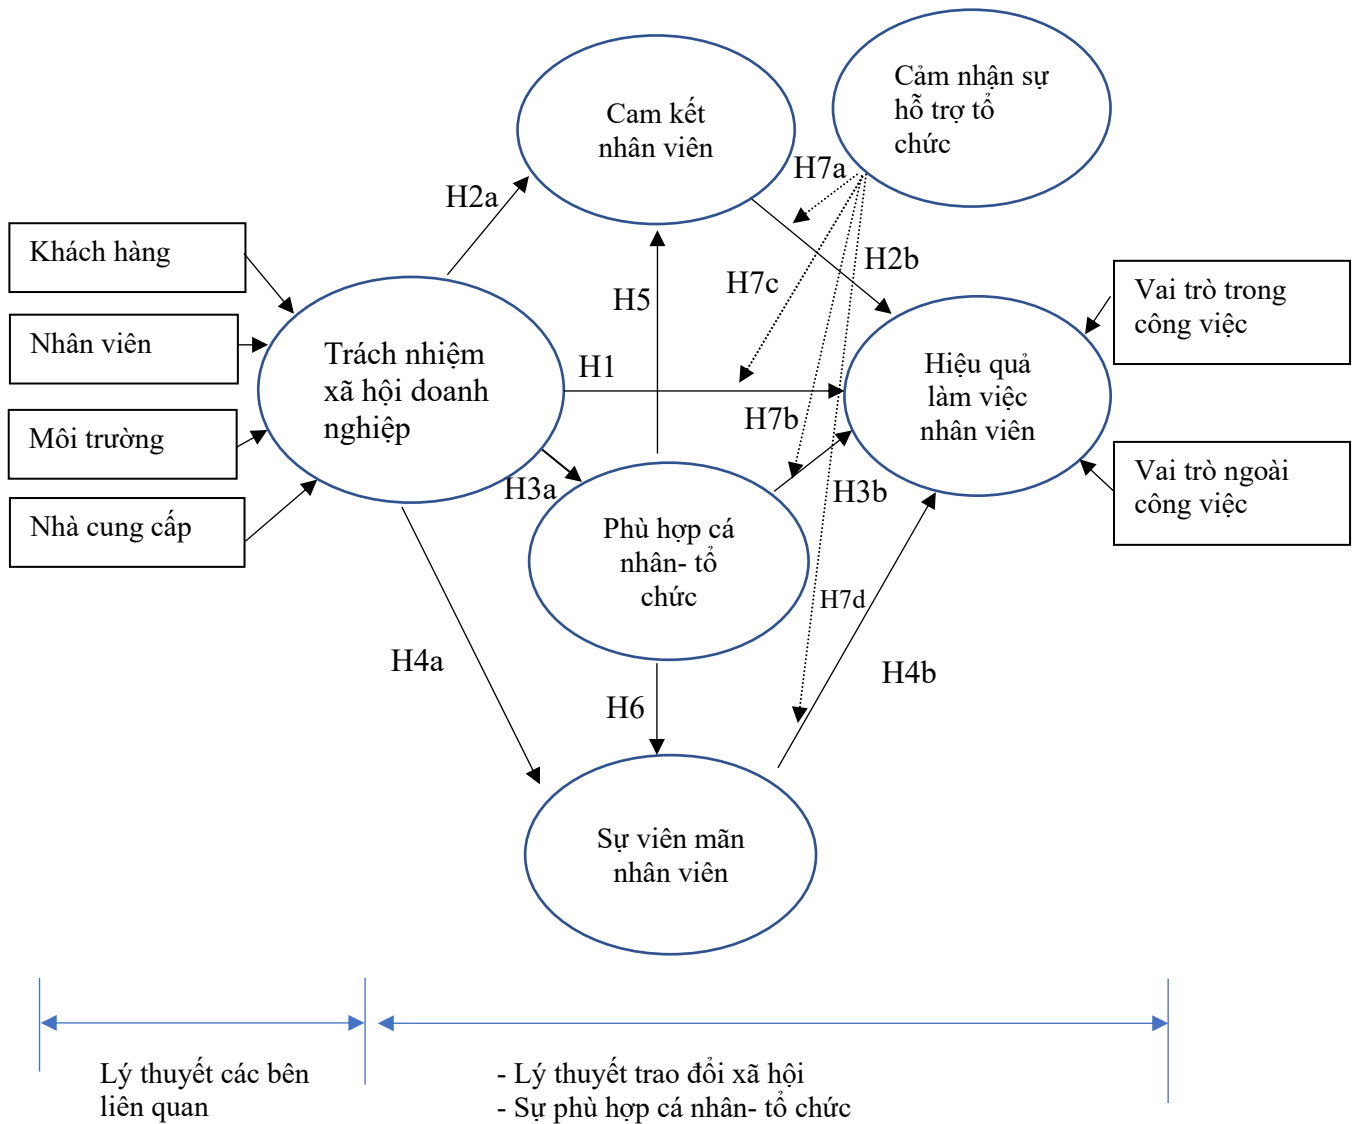 Cảm nhận sự
hỗ trợ tổ
chức
Cam kết
nhân viên
H7a
H2a
Khách hàng
H2b
H7c
H5
Vai trò trong
công việc
Nhân viên
Trách nhiệm
xã hội doanh
nghiệp
H1
Hiệu quả
làm việc
nhân viên
H7b
Môi trường
H3a
H3b
Vai trò ngoài
công việc
Nhà cung cấp
Phù hợp cá
nhân- tổ
chức
H7d
H4a
H4b
H6
Sự viên mãn
nhân viên
Lý thuyết các bên
liên quan
- Lý thuyết trao đổi xã hội
- Sự phù hợp cá nhân- tổ chức